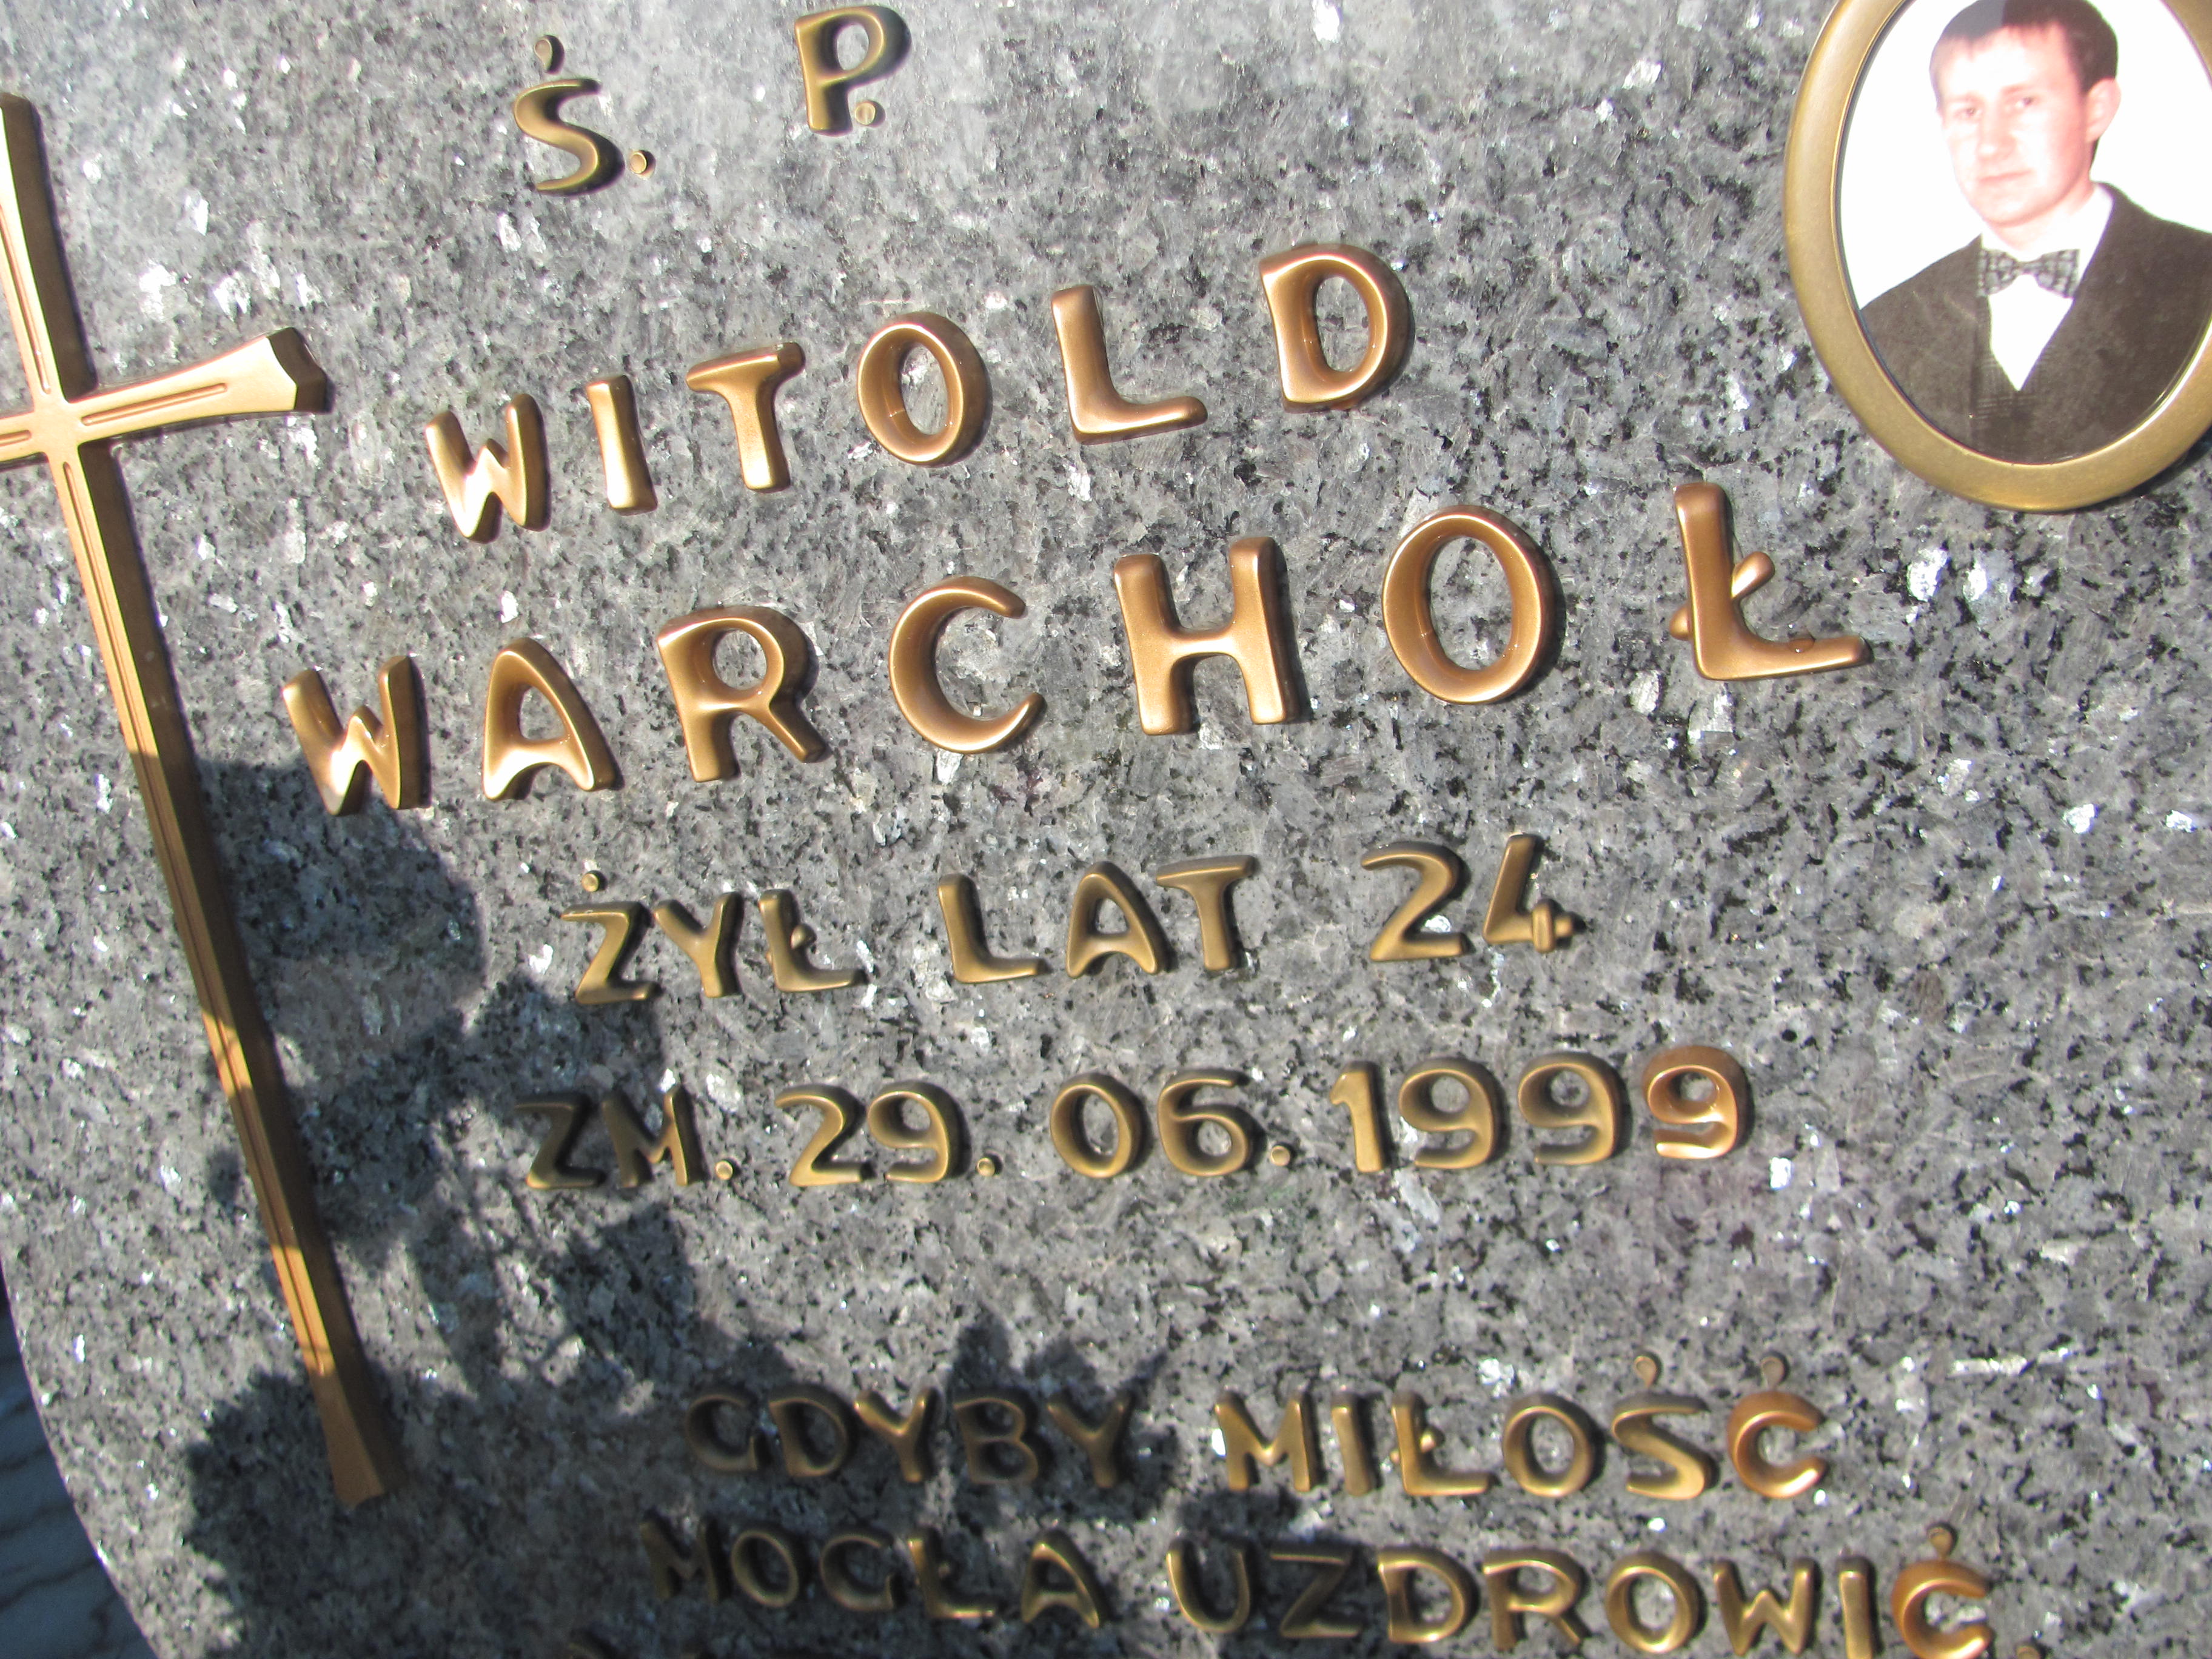 Ś. P.
WITOLD
WARCHOŁ
ŻYŁ LAT 24
ZM. 29. 06. 1999
GDYBY MIŁOŚĆ
MOGŁA UZDROWIĆ,